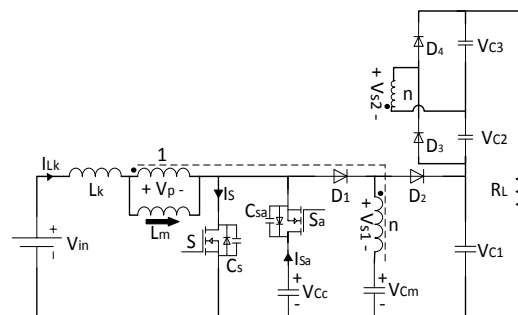 D4
VC3
+ Vs2 -
n
D3
VC2
1
ILk
Lk
+ Vp -
Lm
IS
Csa
Sa
D1
D2
RL
+ Vs1 -
n
S
Cs
ISa
Vin
+
-
+
VCc
-
+
VCm
-
VC1